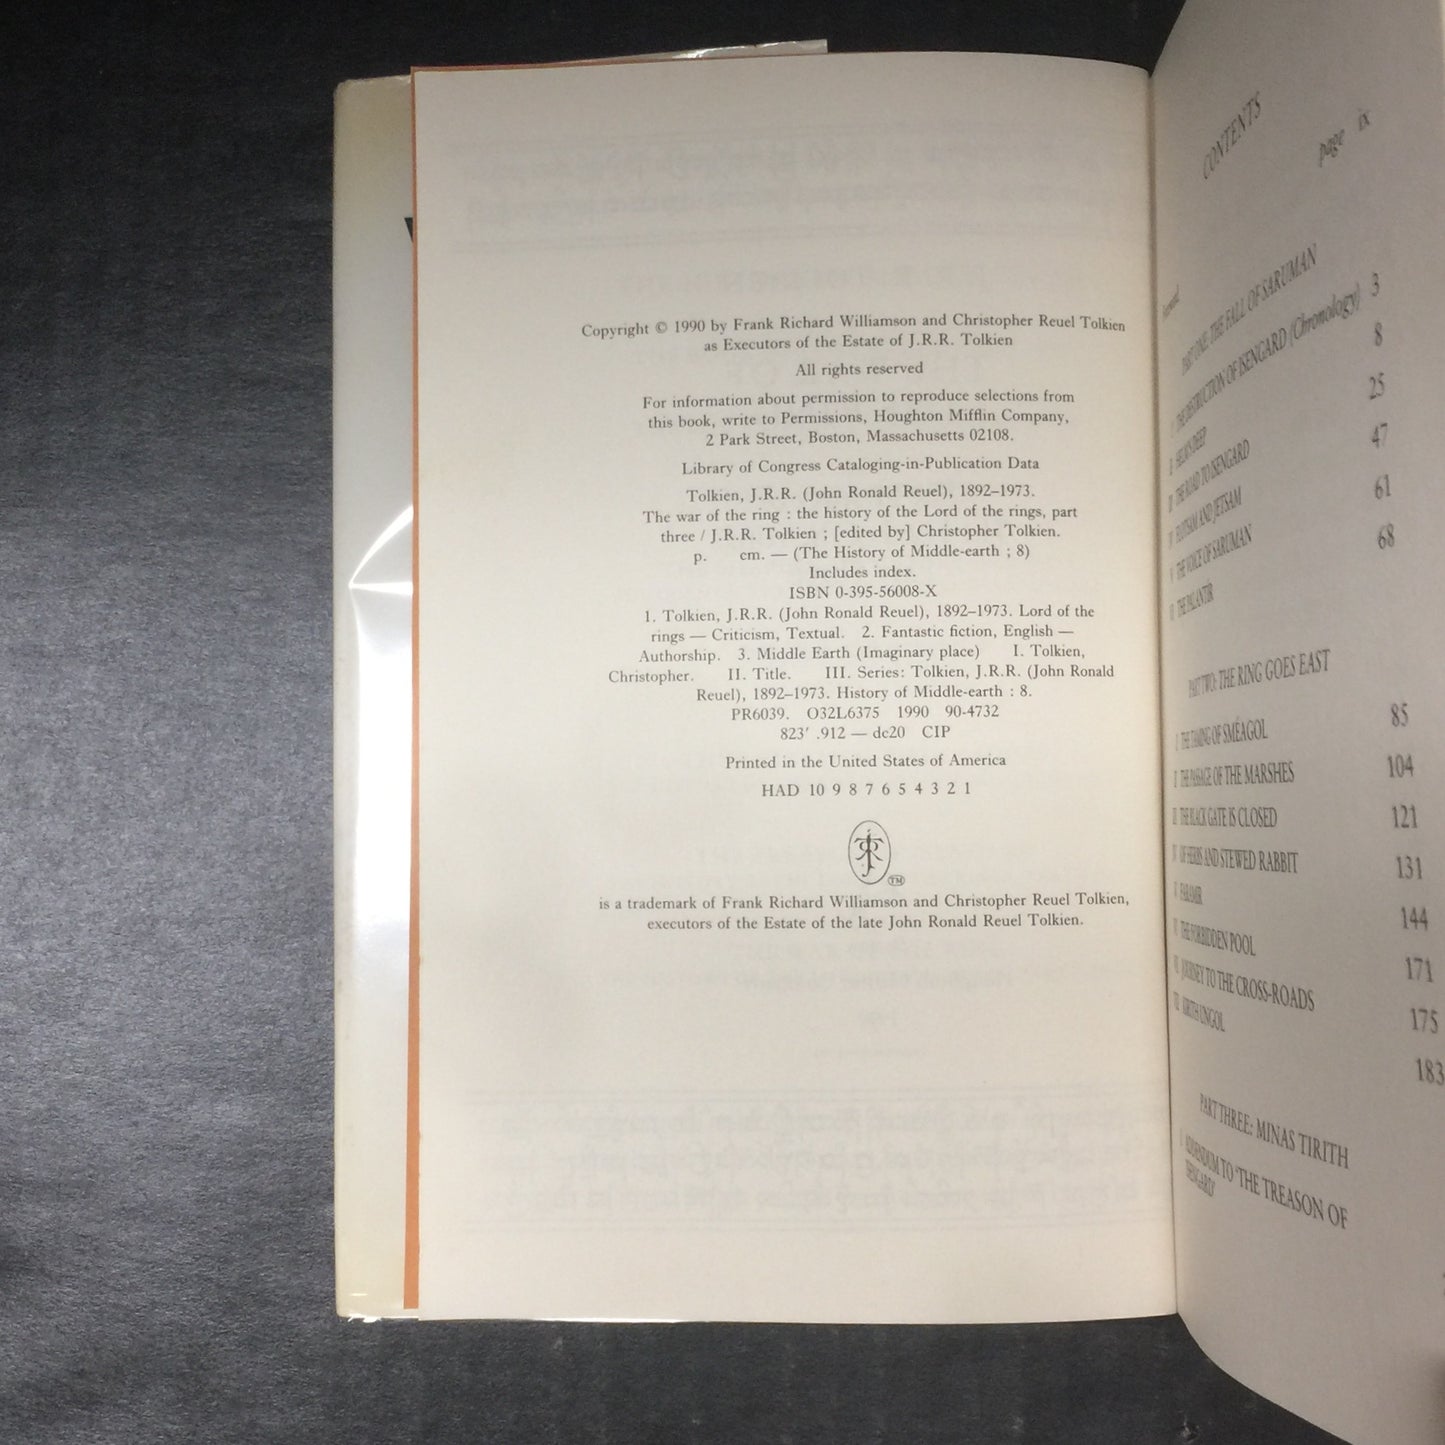 Copyright © 1990 by Frank Richard Williamson and Christopher Reuel Tolkien
as Executors of the Estate of J.R.R. Tolkien
All rights reserved
For information about permission to reproduce selections from
this book, write to Permissions, Houghton Mifflin Company,
2 Park Street, Boston, Massachusetts 02108.
Library of Congress Cataloging-in-Publication Data
Tolkien, J.R.R. (John Ronald Reuel), 1892–1973.
The war of the ring : the history of the Lord of the rings, part
three / J.R.R. Tolkien ; [edited by] Christopher Tolkien.
p. cm. — (The History of Middle-earth ; 8)
Includes index.
ISBN 0-395-56008-X
1. Tolkien, J.R.R. (John Ronald Reuel), 1892–1973. Lord of the
rings — Criticism, Textual. 2. Fantastic fiction, English —
Authorship. 3. Middle Earth (Imaginary place) I. Tolkien,
Christopher. II. Title. III. Series: Tolkien, J.R.R. (John Ronald
Reuel), 1892–1973. History of Middle-earth : 8.
PR6039. O32L6375 1990 90-4732
823′ .912 — dc20 CIP
Printed in the United States of America
HAD 10 9 8 7 6 5 4 3 2 1
TM
is a trademark of Frank Richard Williamson and Christopher Reuel Tolkien,
executors of the Estate of the late John Ronald Reuel Tolkien.
CONTENTS
page ix
Foreword
PART ONE: THE FALL OF SARUMAN
I THE DESTRUCTION OF ISENGARD (Chronology) 3
II HELM'S DEEP 8
III THE ROAD TO ISENGARD 25
IV FLOTSAM AND JETSAM 47
V THE VOICE OF SARUMAN 61
VI THE PALANTÍR 68
PART TWO: THE RING GOES EAST
I THE TAMING OF SMÉAGOL 85
II THE PASSAGE OF THE MARSHES 104
III THE BLACK GATE IS CLOSED 121
IV OF HERBS AND STEWED RABBIT 131
V FARAMIR 144
VI THE FORBIDDEN POOL 171
VII JOURNEY TO THE CROSS-ROADS 175
VIII KIRITH UNGOL 183
PART THREE: MINAS TIRITH
I ADDENDUM TO 'THE TREASON OF
ISENGARD'